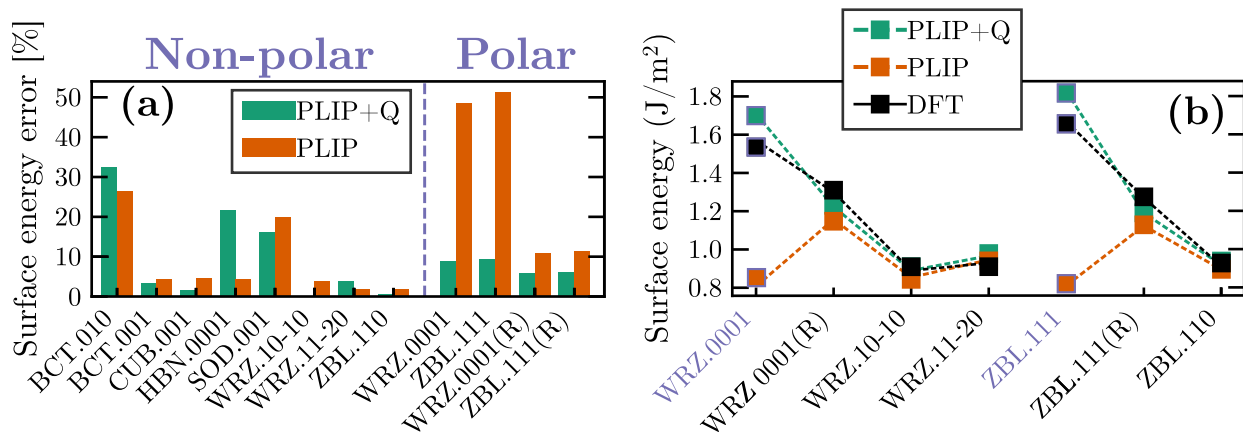 Non-polar Polar
Surface energy error [%]
(a)
PLIP+Q
PLIP
50
40
30
20
10
0
BCT.010
BCT.001
CUB.001
HBN.0001
SOD.001
WRZ.10-10
WRZ.11-20
ZBL.110
WRZ.0001
ZBL.111
WRZ.0001(R)
ZBL.111(R)
PLIP+Q
PLIP
DFT
(b)
Surface energy (J/m²)
1.8
1.6
1.4
1.2
1.0
0.8
WRZ.0001
WRZ 0001(R)
WRZ.10-10
WRZ.11-20
ZBL.111
ZBL.111(R)
ZBL.110